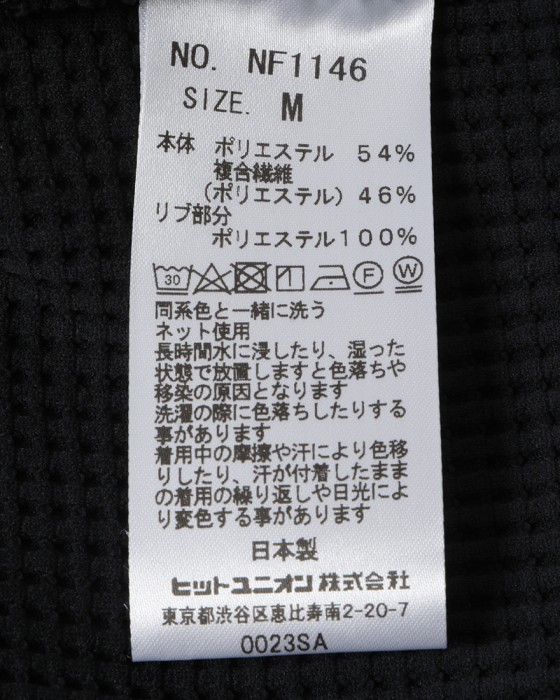 NO. NF1146
SIZE. M
本体 ポリエステル 54%
複合繊維
(ポリエステル) 46%
リブ部分
ポリエステル100%
30 F W
同系色と一緒に洗う
ネット使用
長時間水に浸したり、湿った
状態で放置しますと色落ちや
移染の原因となります
洗濯の際に色落ちしたりする
事があります
着用中の摩擦や汗により色移
りしたり、汗が付着したまま
の着用の繰り返しや日光によ
り変色する事があります
日本製
ヒットユニオン株式会社
東京都渋谷区恵比寿南2-20-7
0023SA